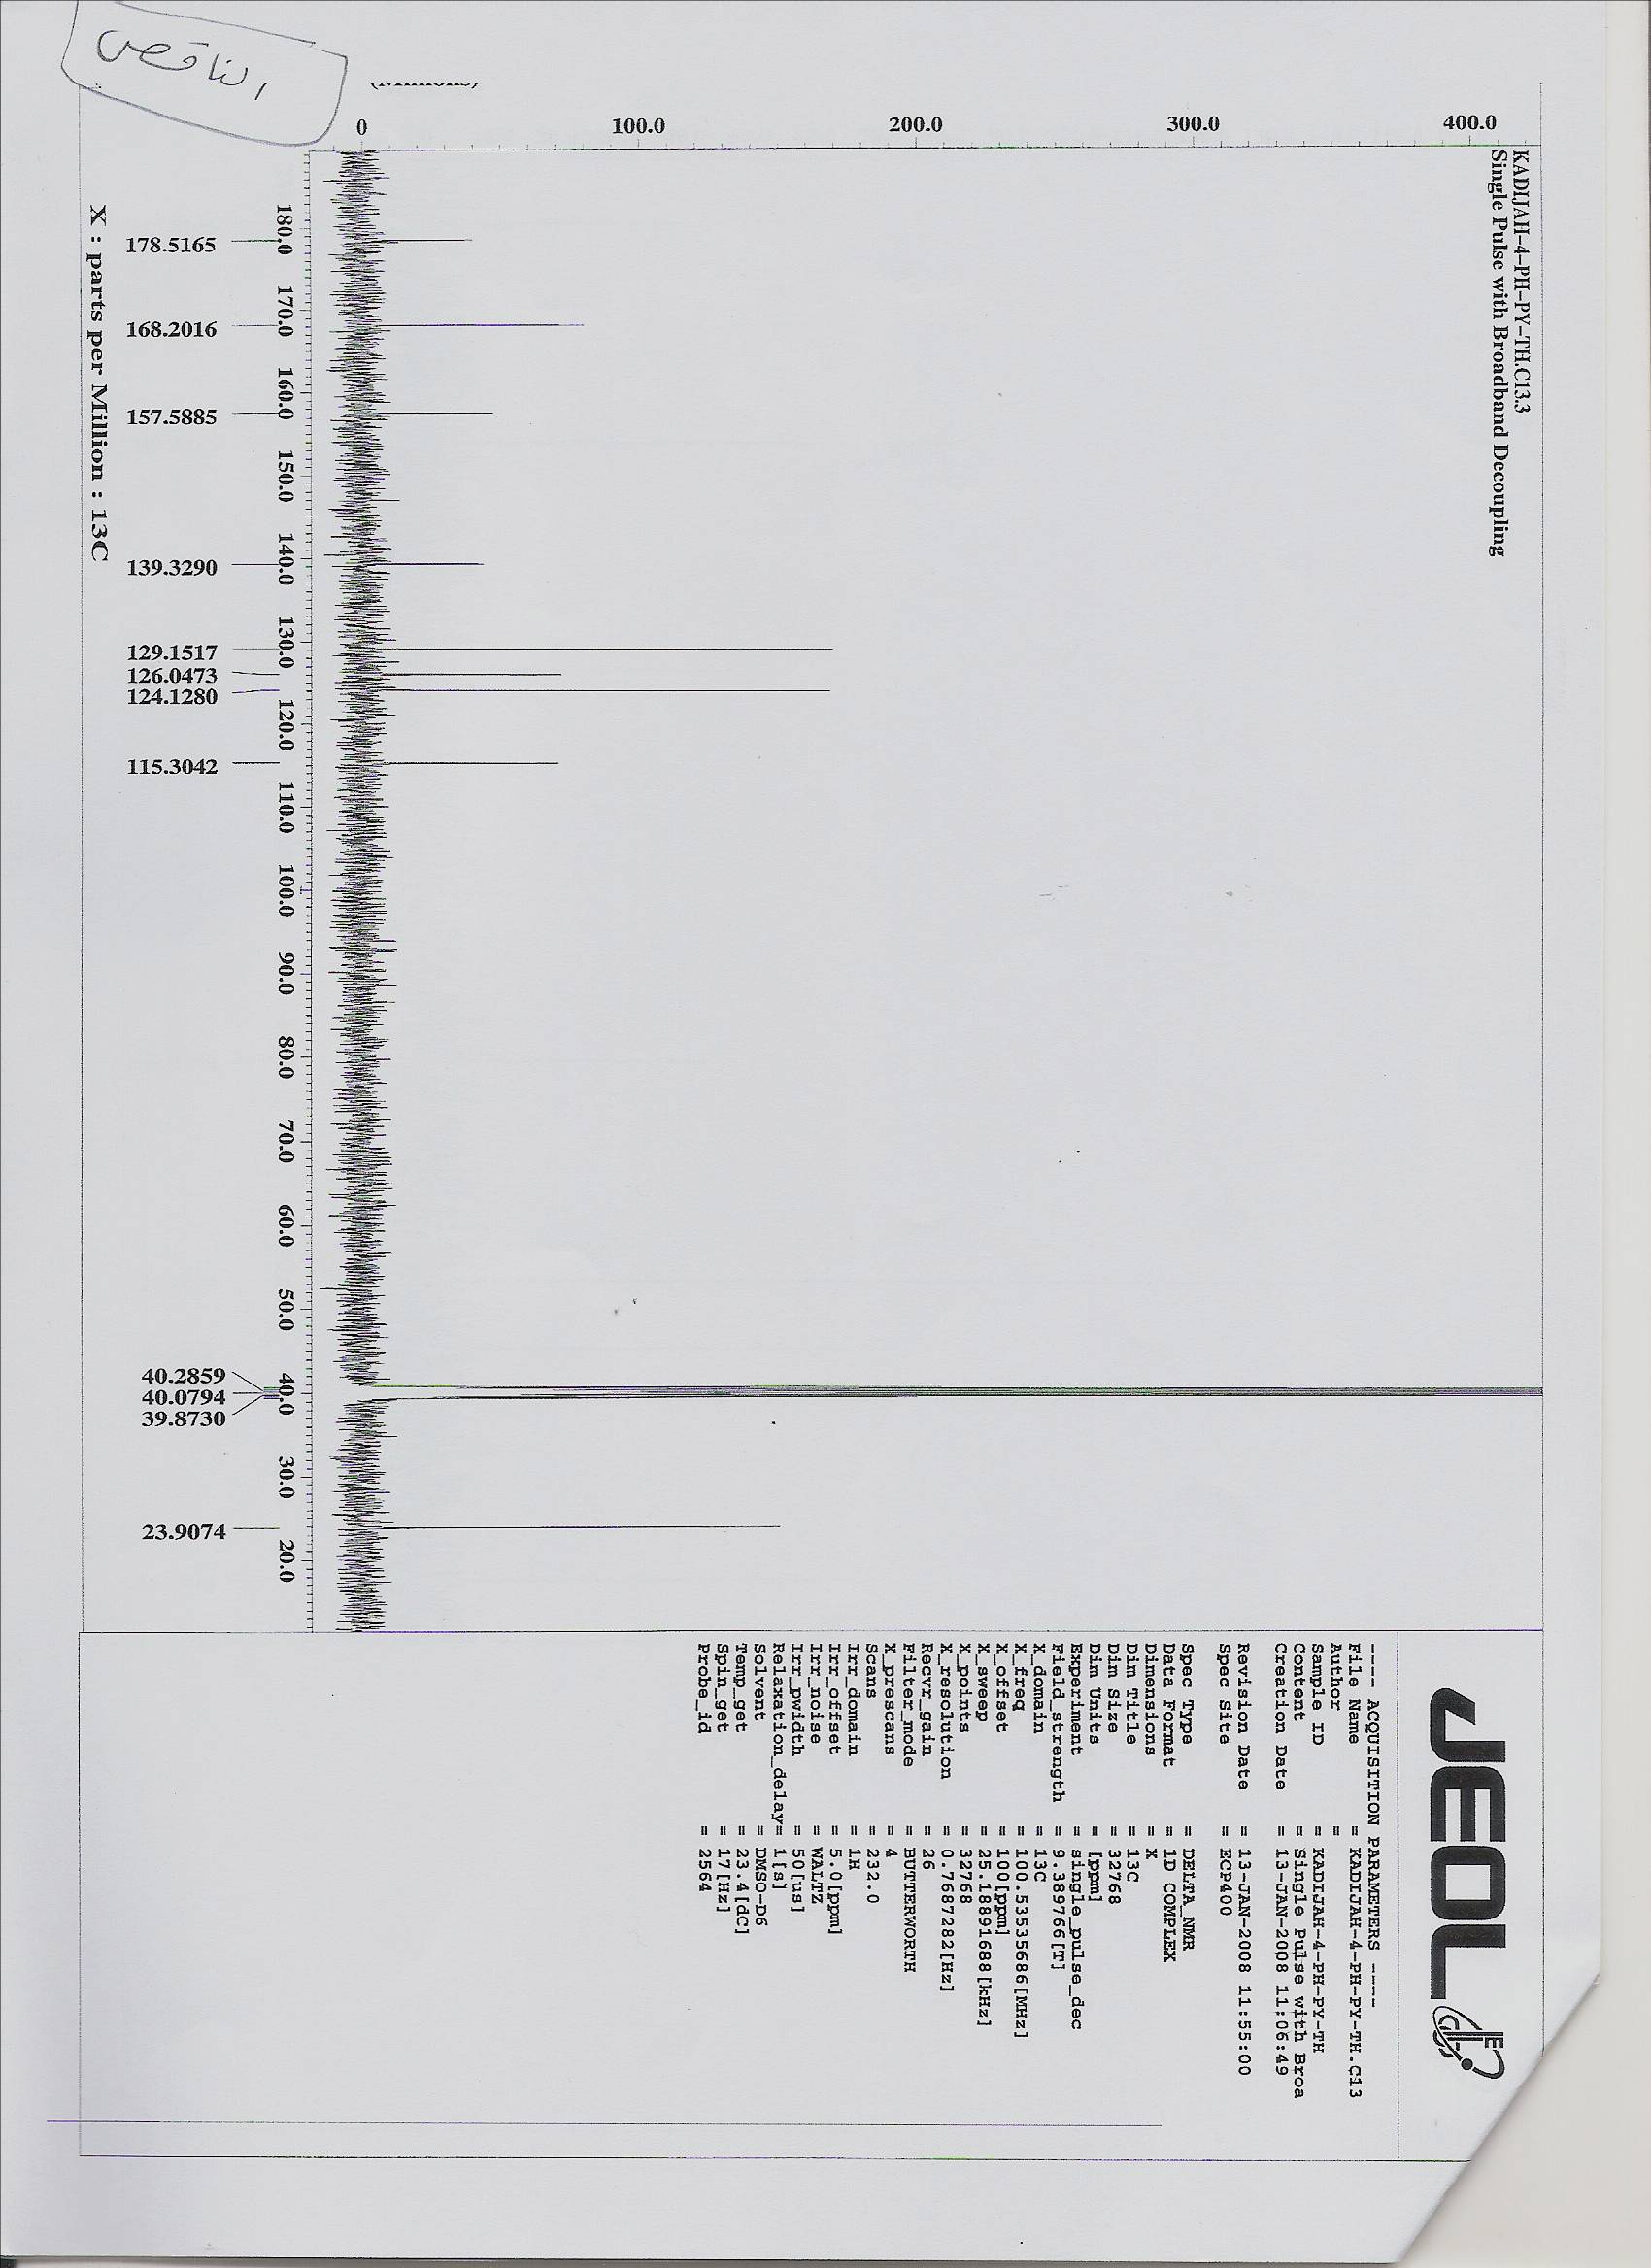 الناقص
KADIJAH-4-PH-PY-TH.C13.3
Single Pulse with Broadband Decoupling
400.0
300.0
200.0
100.0
0
180.0
170.0
160.0
150.0
140.0
130.0
120.0
110.0
100.0
90.0
80.0
70.0
60.0
50.0
40.0
30.0
20.0
178.5165
168.2016
157.5885
139.3290
129.1517
126.0473
124.1280
115.3042
40.2859
40.0794
39.8730
23.9074
X : parts per Million : 13C
JEOL
---- ACQUISITION PARAMETERS ----
File Name = KADIJAH-4-PH-PY-TH.C13
Author =
Sample ID = KADIJAH-4-PH-PY-TH
Content = Single Pulse with Broa
Creation Date = 13-JAN-2008 11:06:49
Revision Date = 13-JAN-2008 11:55:00
Spec Site = ECP400
Spec Type = DELTA_NMR
Data Format = 1D COMPLEX
Dimensions = X
Dim Title = 13C
Dim Size = 32768
Dim Units = [ppm]
Experiment = single_pulse_dec
Field_strength = 9.389766[T]
X_domain = 13C
X_freq = 100.53535686[MHz]
X_offset = 100[ppm]
X_sweep = 25.18891688[kHz]
X_points = 32768
X_resolution = 0.7687282[Hz]
Recvr_gain = 26
Filter_mode = BUTTERWORTH
X_prescans = 4
Scans = 232.0
Irr_domain = 1H
Irr_offset = 5.0[ppm]
Irr_noise = WALTZ
Irr_pwidth = 50[us]
Relaxation_delay= 1[s]
Solvent = DMSO-D6
Temp_get = 23.4[dC]
Spin_get = 17[Hz]
Probe_id = 2564